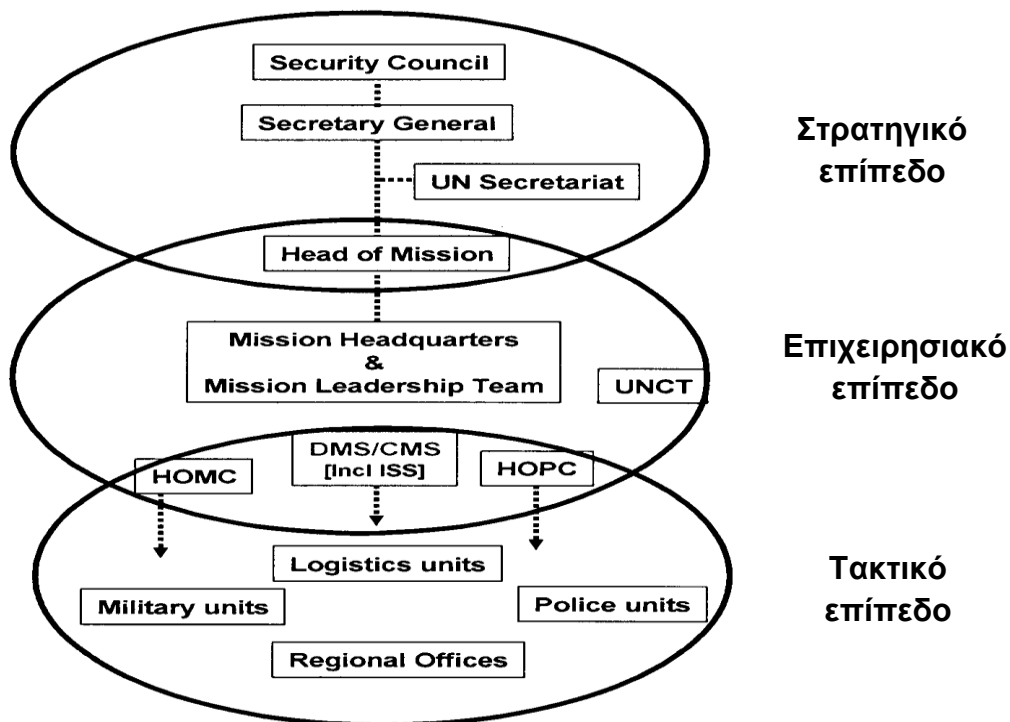 Security Council
Secretary General
UN Secretariat
Στρατηγικό
επίπεδο
Head of Mission
Mission Headquarters
&
Mission Leadership Team
UNCT
Επιχειρησιακό
επίπεδο
HOMC
DMS/CMS
[Incl ISS]
HOPC
Logistics units
Military units
Police units
Regional Offices
Τακτικό
επίπεδο